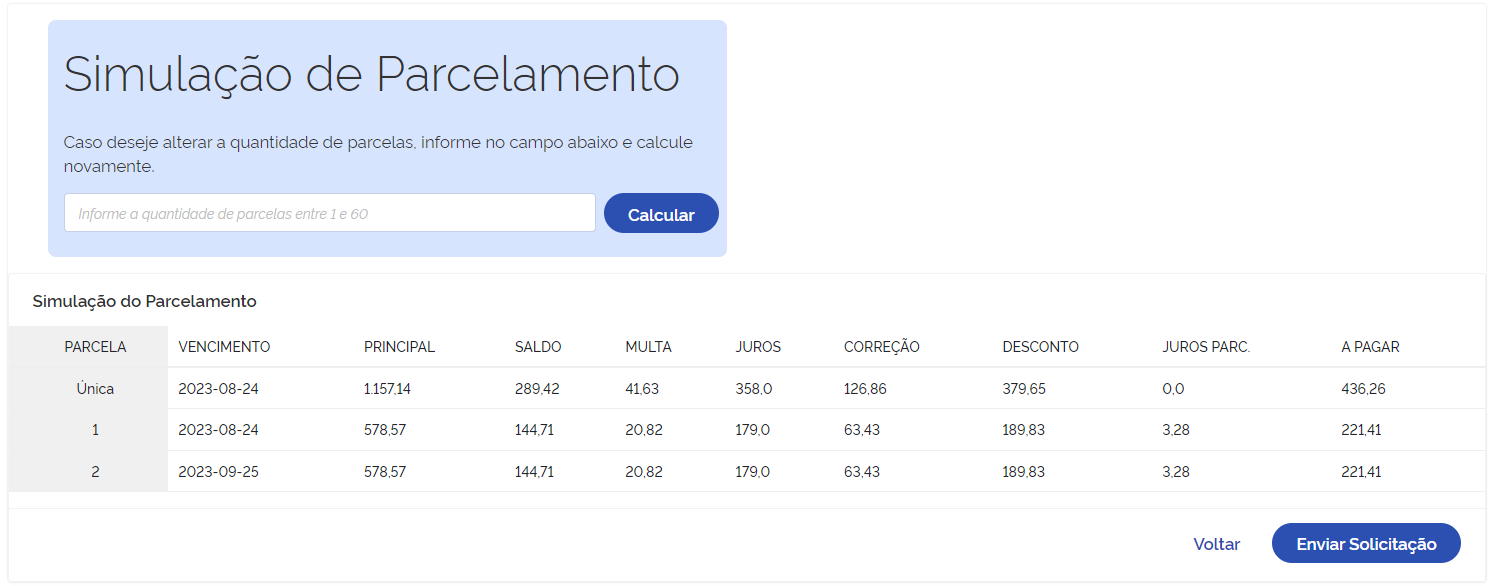 Simulação de Parcelamento
Caso deseje alterar a quantidade de parcelas, informe no campo abaixo e calcule
novamente.
Informe a quantidade de parcelas entre 1 e 60
Calcular
Simulação do Parcelamento
PARCELA VENCIMENTO PRINCIPAL SALDO MULTA JUROS CORREÇÃO DESCONTO JUROS PARC. A PAGAR
Única 2023-08-24 1.157,14 289,42 41,63 358,0 126,86 379,65 0,0 436,26
1 2023-08-24 578,57 144,71 20,82 179,0 63,43 189,83 3,28 221,41
2 2023-09-25 578,57 144,71 20,82 179,0 63,43 189,83 3,28 221,41
Voltar Enviar Solicitação